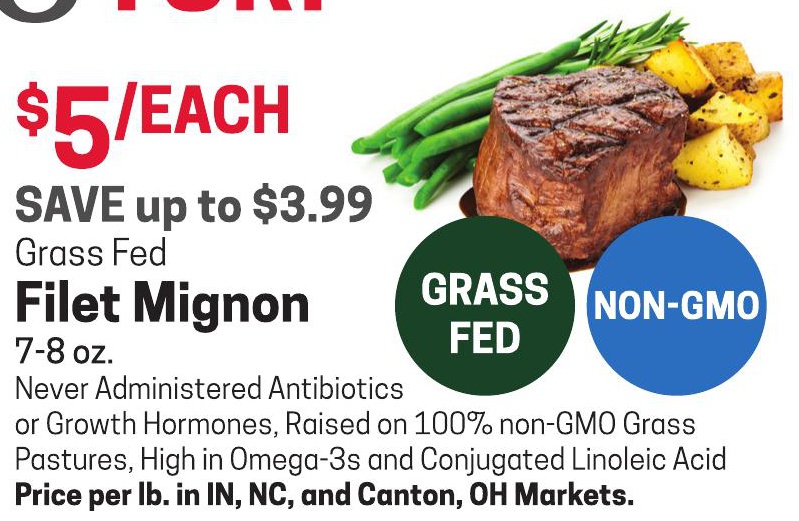 $5/EACH
SAVE up to $3.99
Grass Fed
Filet Mignon
7-8 oz.
Never Administered Antibiotics
or Growth Hormones, Raised on 100% non-GMO Grass
Pastures, High in Omega-3s and Conjugated Linoleic Acid
Price per lb. in IN, NC, and Canton, OH Markets.
GRASS
FED
NON-GMO